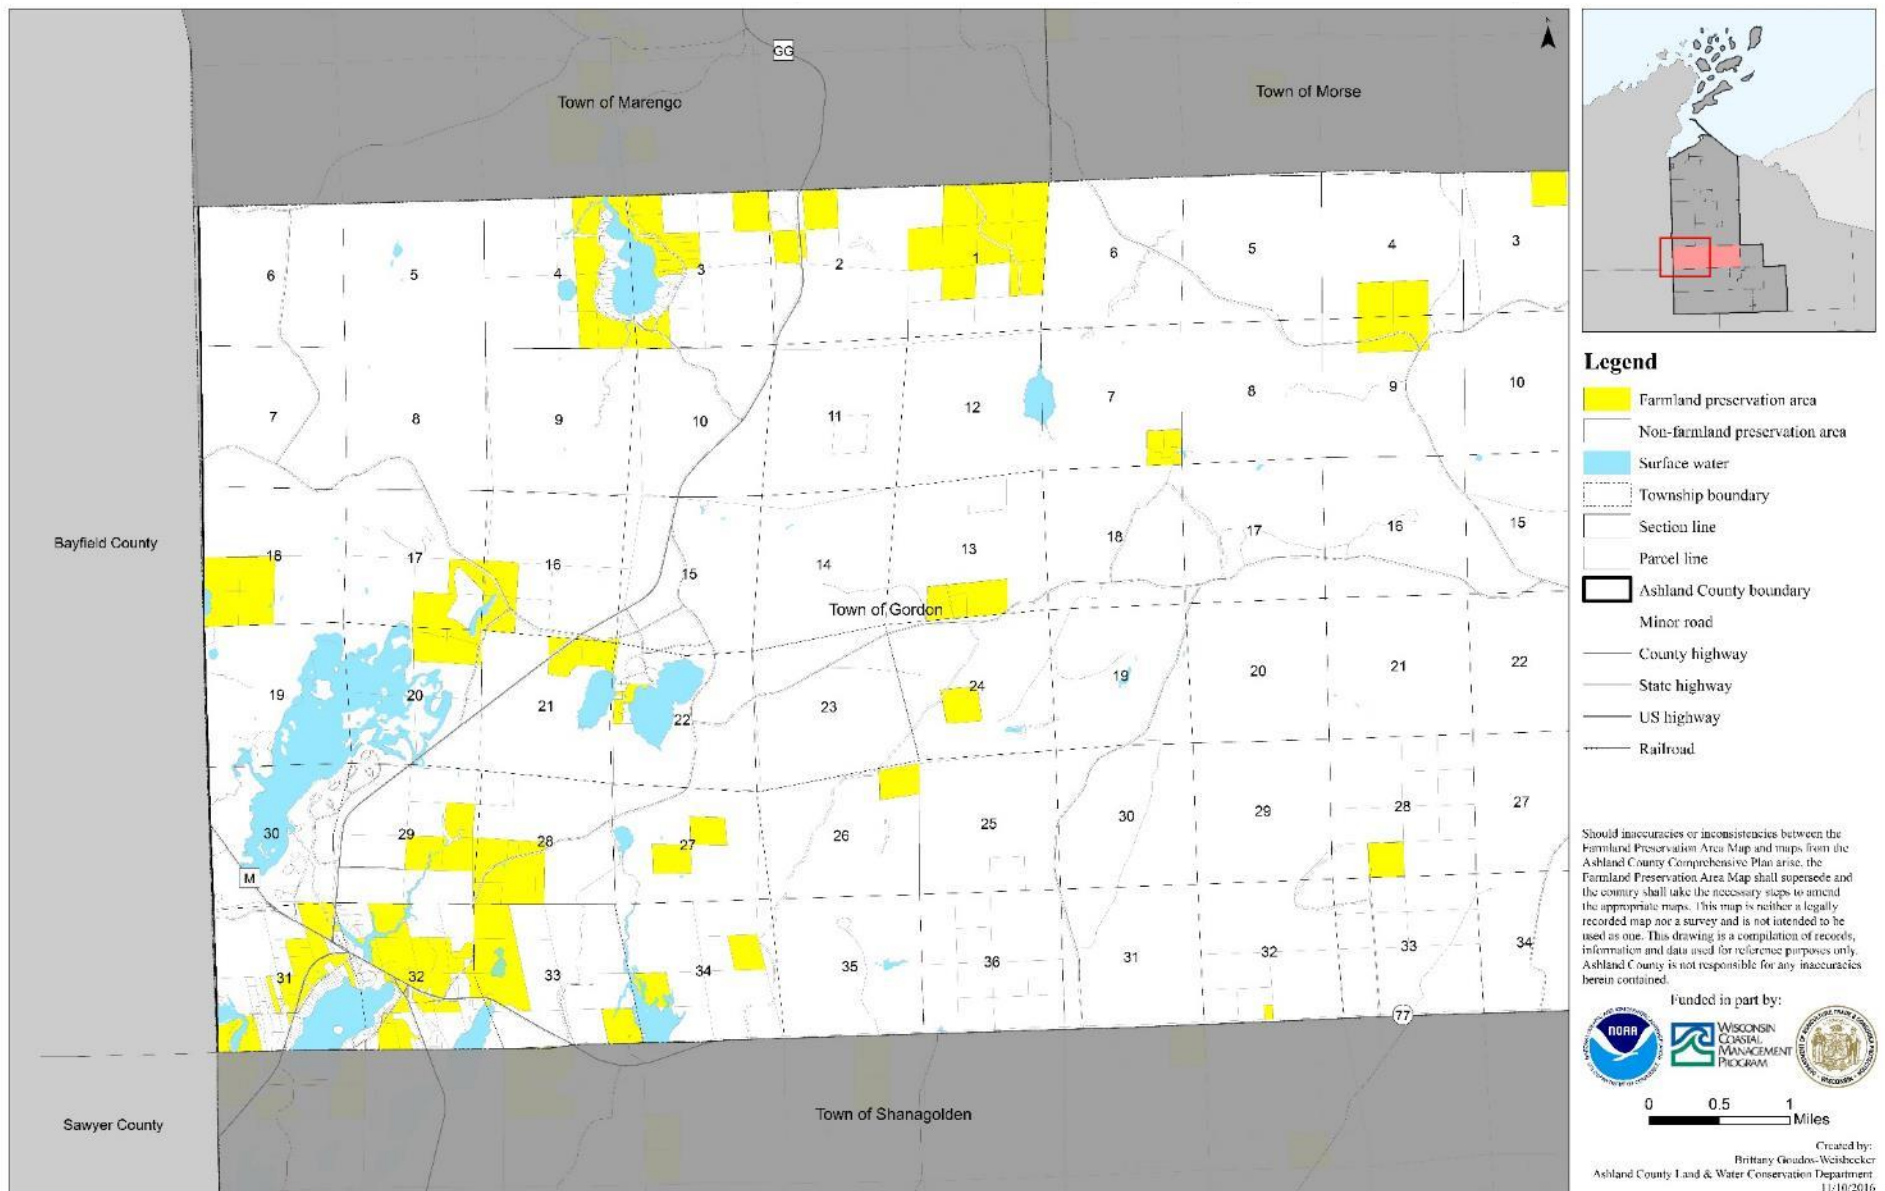 GG
Town of Marengo
Town of Morse
6
5
4
3
2
1
6
5
4
3
7
8
9
10
11
12
7
8
9
10
Bayfield County
18
17
16
15
14
13
18
17
16
15
Town of Gordon
19
20
21
22
23
24
19
20
21
22
30
29
28
27
26
25
30
29
28
27
M
31
32
33
34
35
36
31
32
33
34
77
Sawyer County
Town of Shanagolden
Legend
Farmland preservation area
Non-farmland preservation area
Surface water
Township boundary
Section line
Parcel line
Ashland County boundary
Minor road
County highway
State highway
US highway
Railroad
Should inaccuracies or inconsistencies between the
Farmland Preservation Area Map and maps from the
Ashland County Comprehensive Plan arise, the
Farmland Preservation Area Map shall supersede and
the country shall take the necessary steps to amend
the appropriate maps. This map is neither a legally
recorded map nor a survey and is not intended to be
used as one. This drawing is a compilation of records,
information and data used for reference purposes only.
Ashland County is not responsible for any inaccuracies
herein contained.
Funded in part by:
NOAA
WISCONSIN
COASTAL
MANAGEMENT
PROGRAM
0 0.5 1
Miles
Created by:
Brittany Goudos-Weisbecker
Ashland County Land & Water Conservation Department
11/10/2016